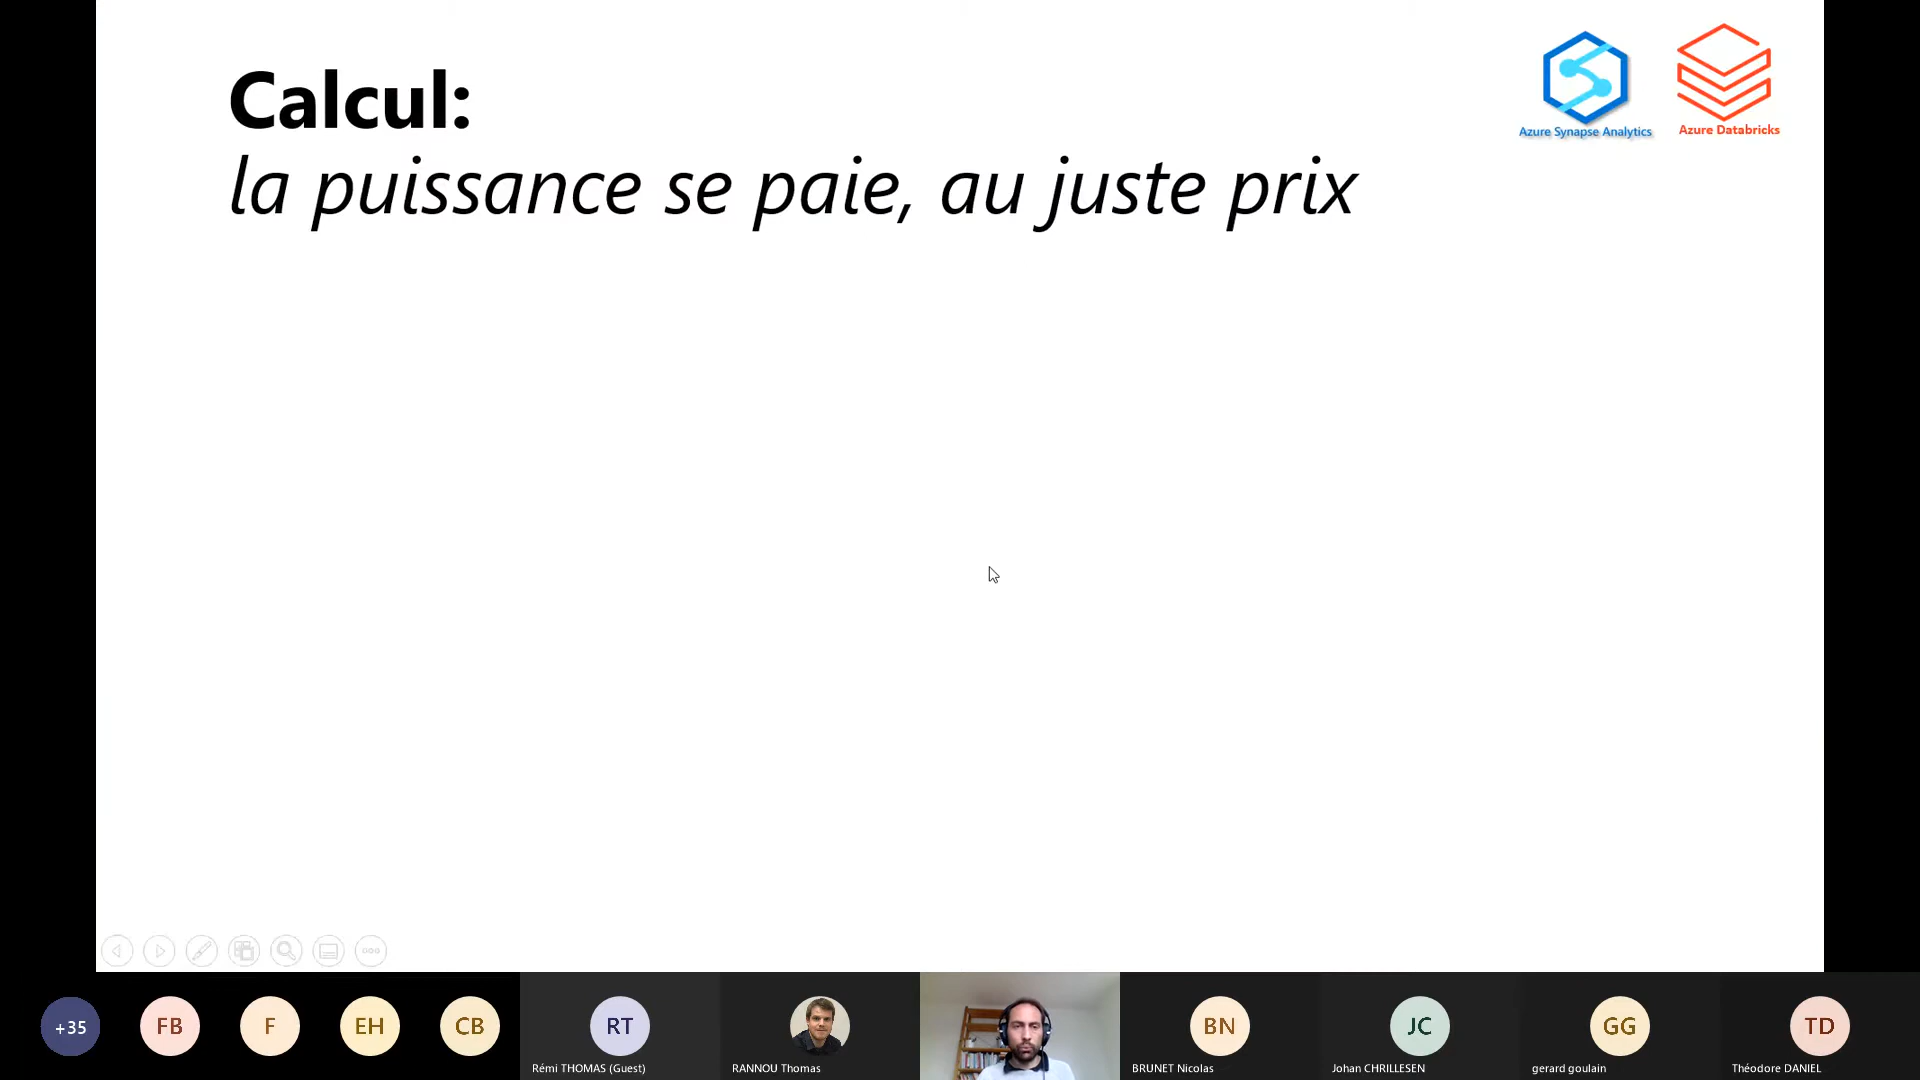 Calcul:
la puissance se paie, au juste prix
Azure Synapse Analytics
Azure Databricks
+35
FB
F
EH
CB
RT
BN
JC
GG
TD
Rémi THOMAS (Guest)
RANNOU Thomas
BRUNET Nicolas
Johan CHRILLESEN
gerard goulain
Théodore DANIEL